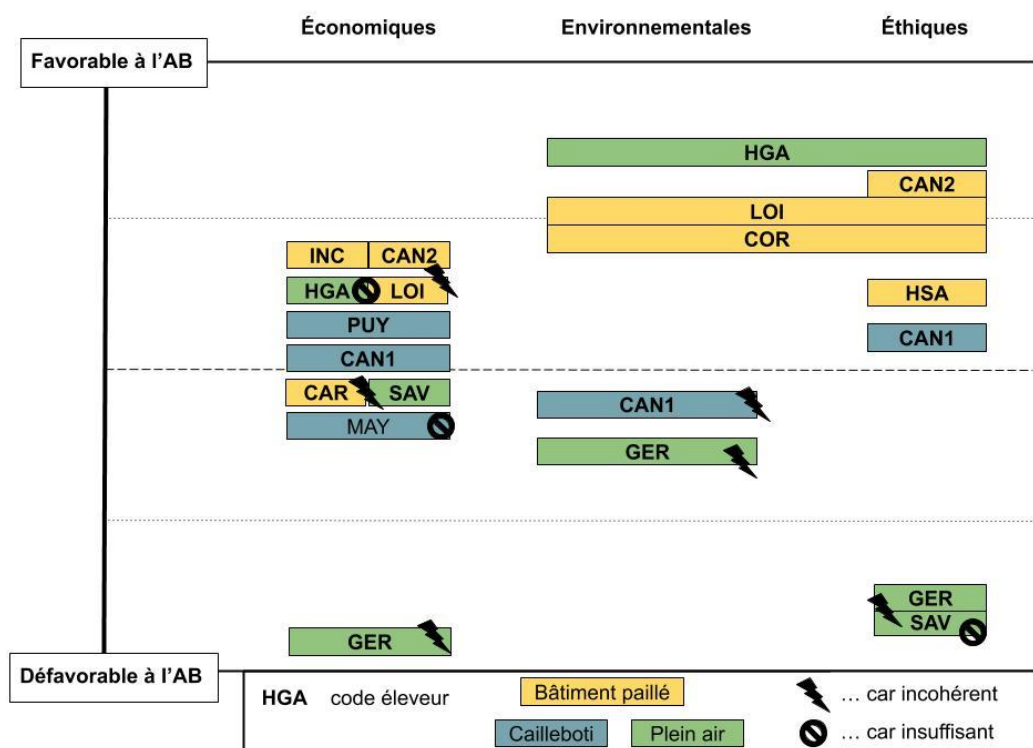 Économiques Environnementales Éthiques
Favorable à l'AB
HGA
CAN2
LOI
COR
INC CAN2
HGA LOI
HSA
PUY
CAN1
CAN1
CAR SAV
CAN1
MAY
GER
GER
SAV
GER
Défavorable à l'AB
HGA code éleveur
Bâtiment paillé
... car incohérent
Cailleboti
Plein air
... car insuffisant